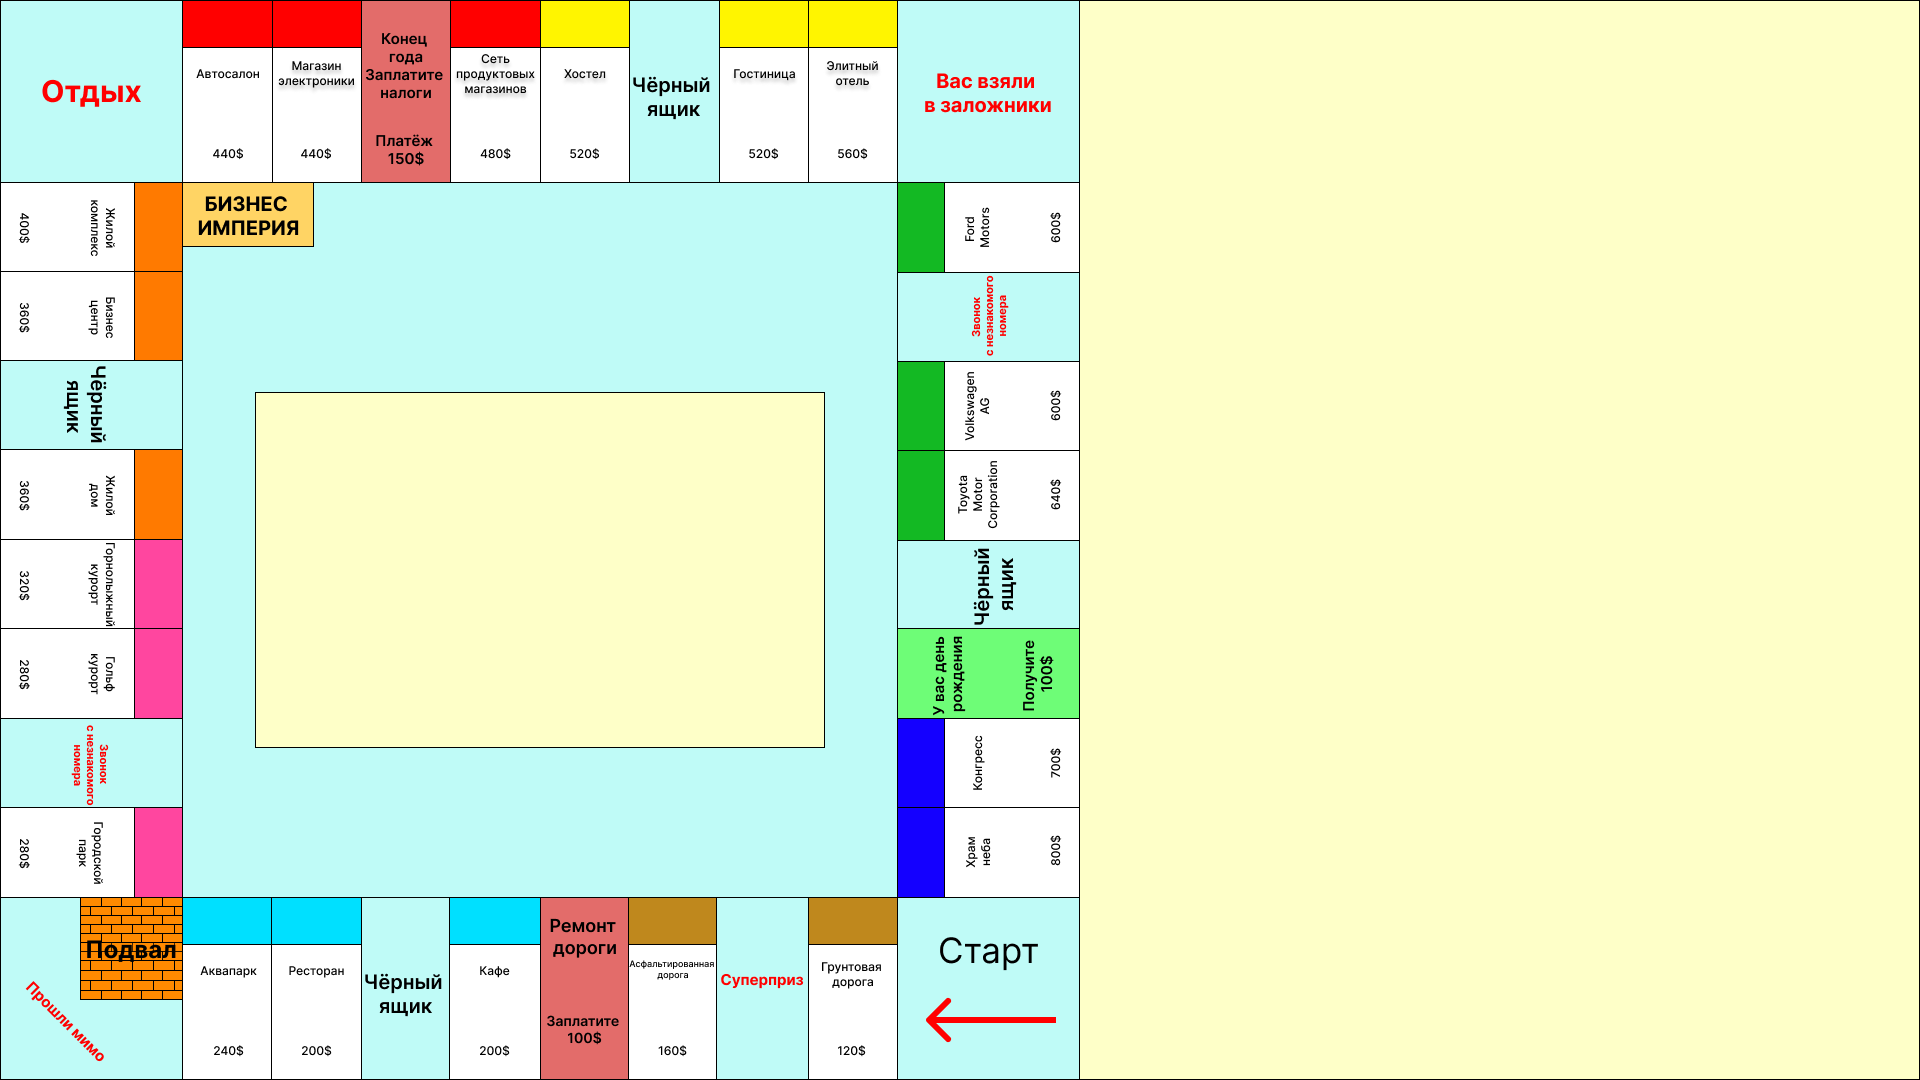 Отдых
Автосалон
440$
Магазин
электроники
440$
Конец
года
Заплатите
налоги
Платёж
150$
Сеть
продуктовых
магазинов
480$
Хостел
520$
Чёрный
ящик
Гостиница
520$
Элитный
отель
560$
Вас взяли
в заложники
Жилой
комплекс
400$
Бизнес
центр
360$
Чёрный
ящик
Жилой
дом
360$
Горнолыжный
курорт
320$
Гольф
курорт
280$
Звонок
с незнакомого
номера
Городской
парк
280$
БИЗНЕС
ИМПЕРИЯ
Ford
Motors
600$
Звонок
с незнакомого
номера
Volkswagen
AG
600$
Toyota
Motor
Corporation
640$
Чёрный
ящик
У вас день
рождения
Получите
100$
Конгресс
700$
Храм
неба
800$
Подвал
Прошли мимо
Аквапарк
240$
Ресторан
200$
Чёрный
ящик
Кафе
200$
Ремонт
дороги
Заплатите
100$
Асфальтированная
дорога
160$
Суперприз
Грунтовая
дорога
120$
Старт